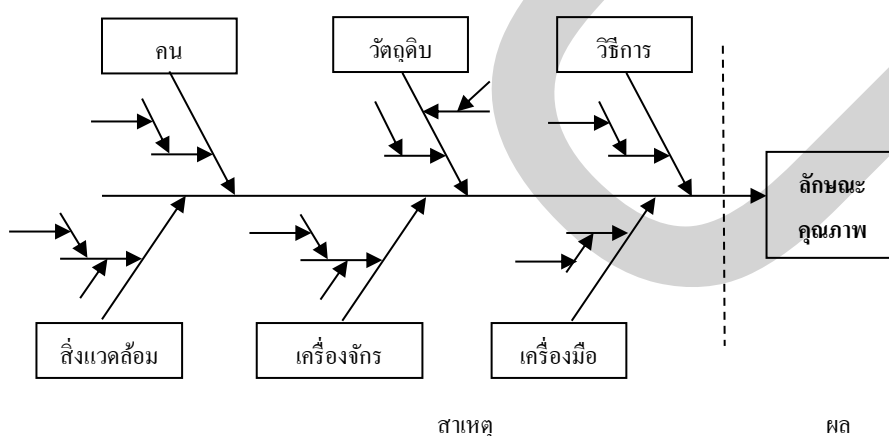 คน
วัตถุดิบ
วิธีการ
ลักษณะ
คุณภาพ
สิ่งแวดล้อม
เครื่องจักร
เครื่องมือ
สาเหตุ
ผล